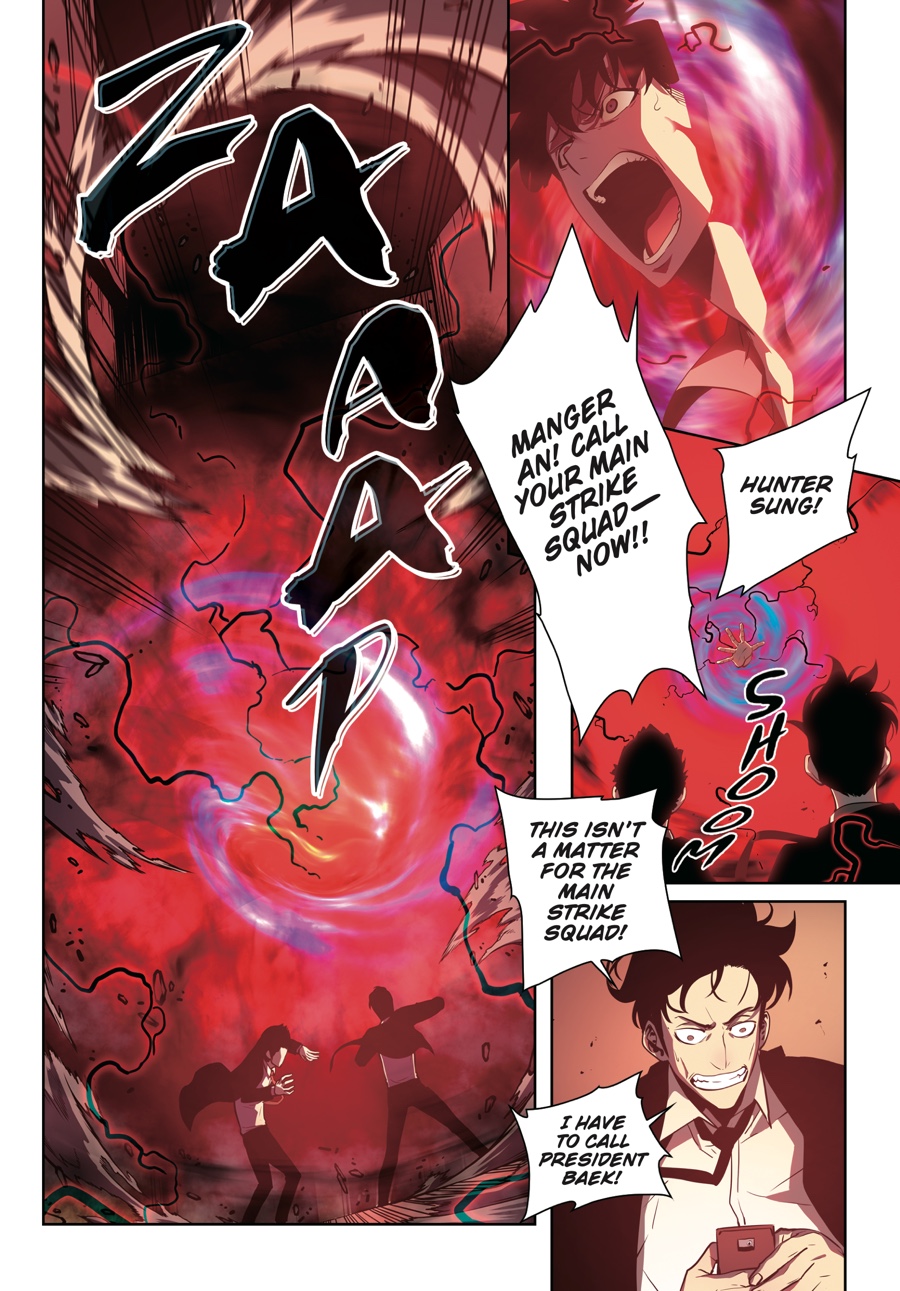 ZAAAAP
MANGER
AN! CALL
YOUR MAIN
STRIKE
SQUAD—
NOW!!
HUNTER
SUNG!
SHOOM
THIS ISN'T
A MATTER
FOR THE
MAIN
STRIKE
SQUAD!
I HAVE
TO CALL
PRESIDENT
BAEK!